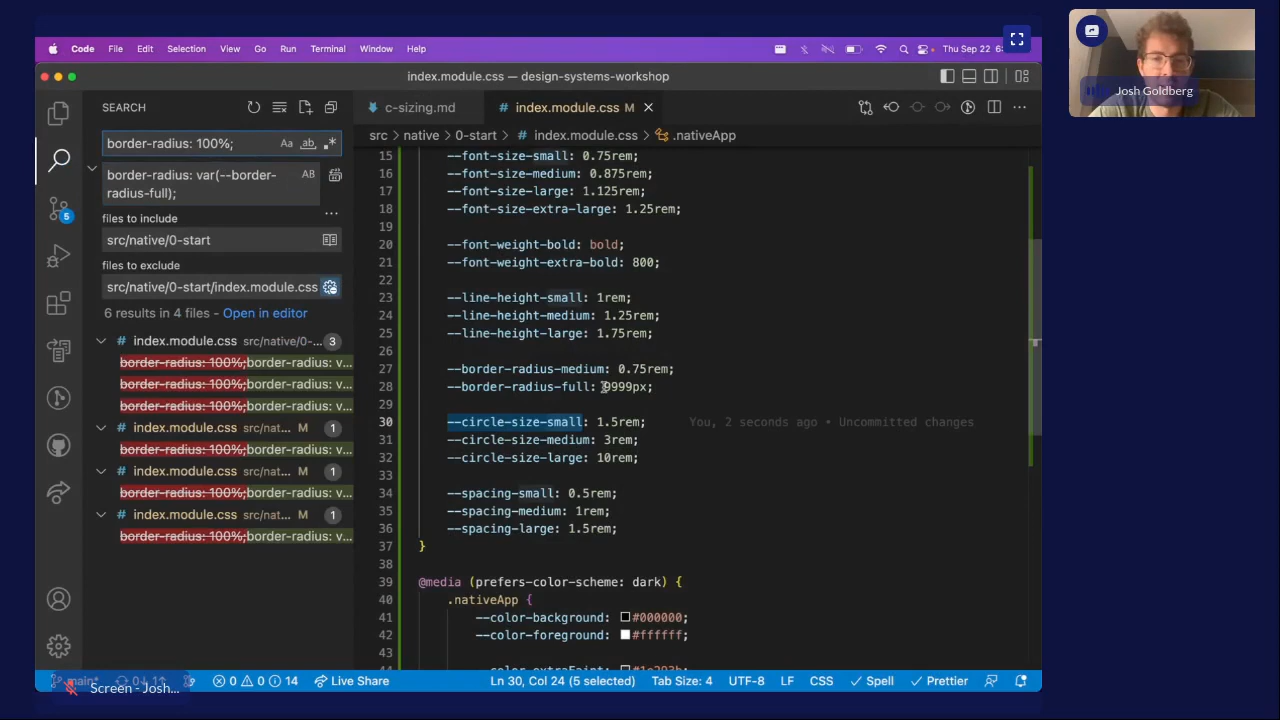 Code File Edit Selection View Go Run Terminal Window Help
Thu Sep 22 6:
index.module.css — design-systems-workshop
Josh Goldberg
SEARCH
c-sizing.md
index.module.css M
src > native > 0-start > index.module.css > .nativeApp
border-radius: 100%;
Aa ab
border-radius: var(--border-radius-full);
AB
files to include
src/native/0-start
files to exclude
src/native/0-start/index.module.css
6 results in 4 files - Open in editor
index.module.css src/native/0-... 3
border-radius: 100%;border-radius: v...
border-radius: 100%;border-radius: v...
border-radius: 100%;border-radius: v...
index.module.css src/nat... M 1
border-radius: 100%;border-radius: v...
index.module.css src/nat... M 1
border-radius: 100%;border-radius: v...
index.module.css src/nat... M 1
border-radius: 100%;border-radius: v...
5
15 --font-size-small: 0.75rem;
16 --font-size-medium: 0.875rem;
17 --font-size-large: 1.125rem;
18 --font-size-extra-large: 1.25rem;
19
20 --font-weight-bold: bold;
21 --font-weight-extra-bold: 800;
22
23 --line-height-small: 1rem;
24 --line-height-medium: 1.25rem;
25 --line-height-large: 1.75rem;
26
27 --border-radius-medium: 0.75rem;
28 --border-radius-full: 9999px;
29
30 --circle-size-small: 1.5rem; You, 2 seconds ago • Uncommitted changes
31 --circle-size-medium: 3rem;
32 --circle-size-large: 10rem;
33
34 --spacing-small: 0.5rem;
35 --spacing-medium: 1rem;
36 --spacing-large: 1.5rem;
37 }
38
39 @media (prefers-color-scheme: dark) {
40 .nativeApp {
41 --color-background: #000000;
42 --color-foreground: #ffffff;
43
main* 0 0 14 Live Share
Ln 30, Col 24 (5 selected) Tab Size: 4 UTF-8 LF CSS Spell Prettier
Screen - Josh...